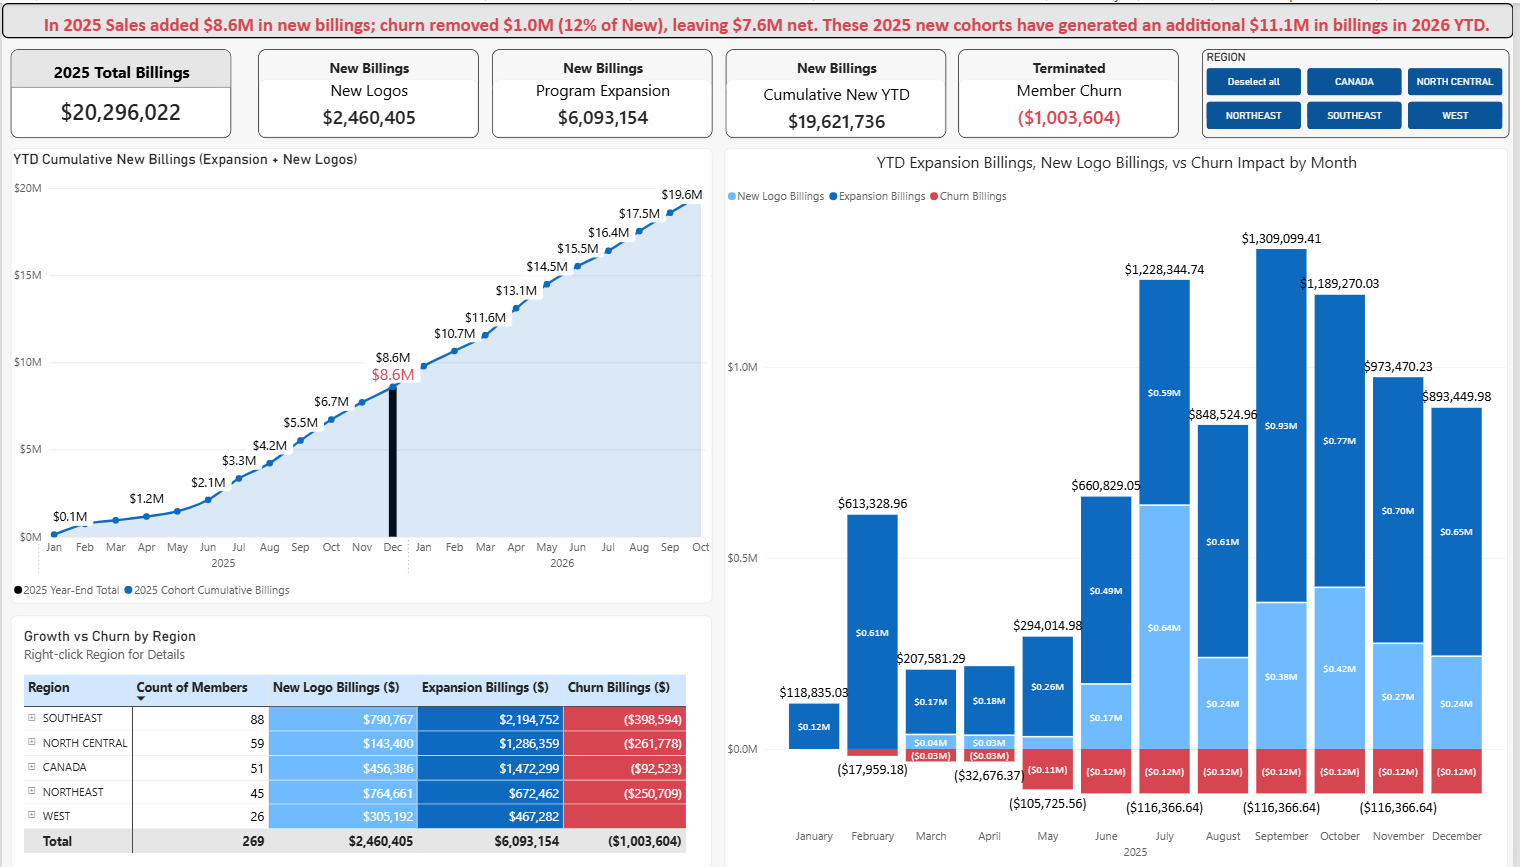 In 2025 Sales added $8.6M in new billings; churn removed $1.0M (12% of New), leaving $7.6M net. These 2025 new cohorts have generated an additional $11.1M in billings in 2026 YTD.
2025 Total Billings
$20,296,022
New Billings
New Logos
$2,460,405
New Billings
Program Expansion
$6,093,154
New Billings
Cumulative New YTD
$19,621,736
Terminated
Member Churn
($1,003,604)
REGION
Deselect all
CANADA
NORTH CENTRAL
NORTHEAST
SOUTHEAST
WEST
YTD Cumulative New Billings (Expansion + New Logos)
$20M
$15M
$10M
$5M
$0M
$0.1M
$1.2M
$2.1M
$3.3M
$4.2M
$5.5M
$6.7M
$8.6M
$8.6M
$10.7M
$11.6M
$13.1M
$14.5M
$15.5M
$16.4M
$17.5M
$19.6M
Jan Feb Mar Apr May Jun Jul Aug Sep Oct Nov Dec Jan Feb Mar Apr May Jun Jul Aug Sep Oct
2025 2026
2025 Year-End Total 2025 Cohort Cumulative Billings
Growth vs Churn by Region
Right-click Region for Details
Region Count of Members New Logo Billings ($) Expansion Billings ($) Churn Billings ($)
SOUTHEAST 88 $790,767 $2,194,752 ($398,594)
NORTH CENTRAL 59 $143,400 $1,286,359 ($261,778)
CANADA 51 $456,386 $1,472,299 ($92,523)
NORTHEAST 45 $764,661 $672,462 ($250,709)
WEST 26 $305,192 $467,282
Total 269 $2,460,405 $6,093,154 ($1,003,604)
YTD Expansion Billings, New Logo Billings, vs Churn Impact by Month
New Logo Billings Expansion Billings Churn Billings
$1.0M
$0.5M
$0.0M
$118,835.03
$0.12M
$613,328.96
$0.61M
($17,959.18)
$207,581.29
$0.17M
$0.04M
($0.03M)
$0.18M
$0.03M
($0.03M)
($32,676.37)
$294,014.98
$0.26M
($0.11M)
($105,725.56)
$660,829.05
$0.49M
$0.17M
($0.12M)
$1,228,344.74
$0.59M
$0.64M
($0.12M)
($116,366.64)
$848,524.96
$0.61M
$0.24M
($0.12M)
$1,309,099.41
$0.93M
$0.38M
($0.12M)
($116,366.64)
$1,189,270.03
$0.77M
$0.42M
($0.12M)
$973,470.23
$0.70M
$0.27M
($0.12M)
($116,366.64)
$893,449.98
$0.65M
$0.24M
($0.12M)
January February March April May June July August September October November December
2025